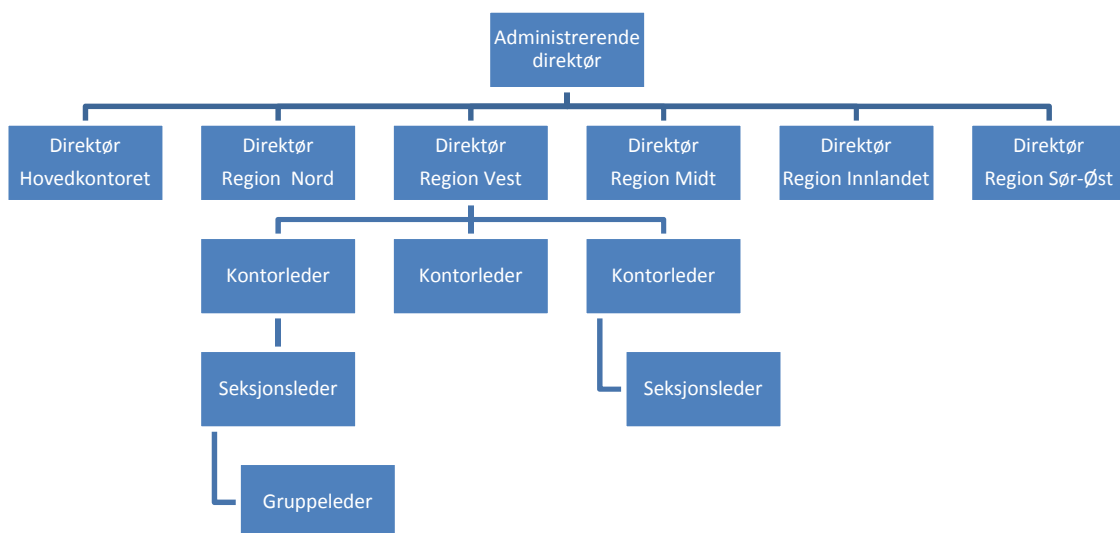 Administrerende
direktør
Direktør
Hovedkontoret
Direktør
Region Nord
Direktør
Region Vest
Direktør
Region Midt
Direktør
Region Innlandet
Direktør
Region Sør-Øst
Kontorleder
Kontorleder
Kontorleder
Seksjonsleder
Seksjonsleder
Gruppeleder